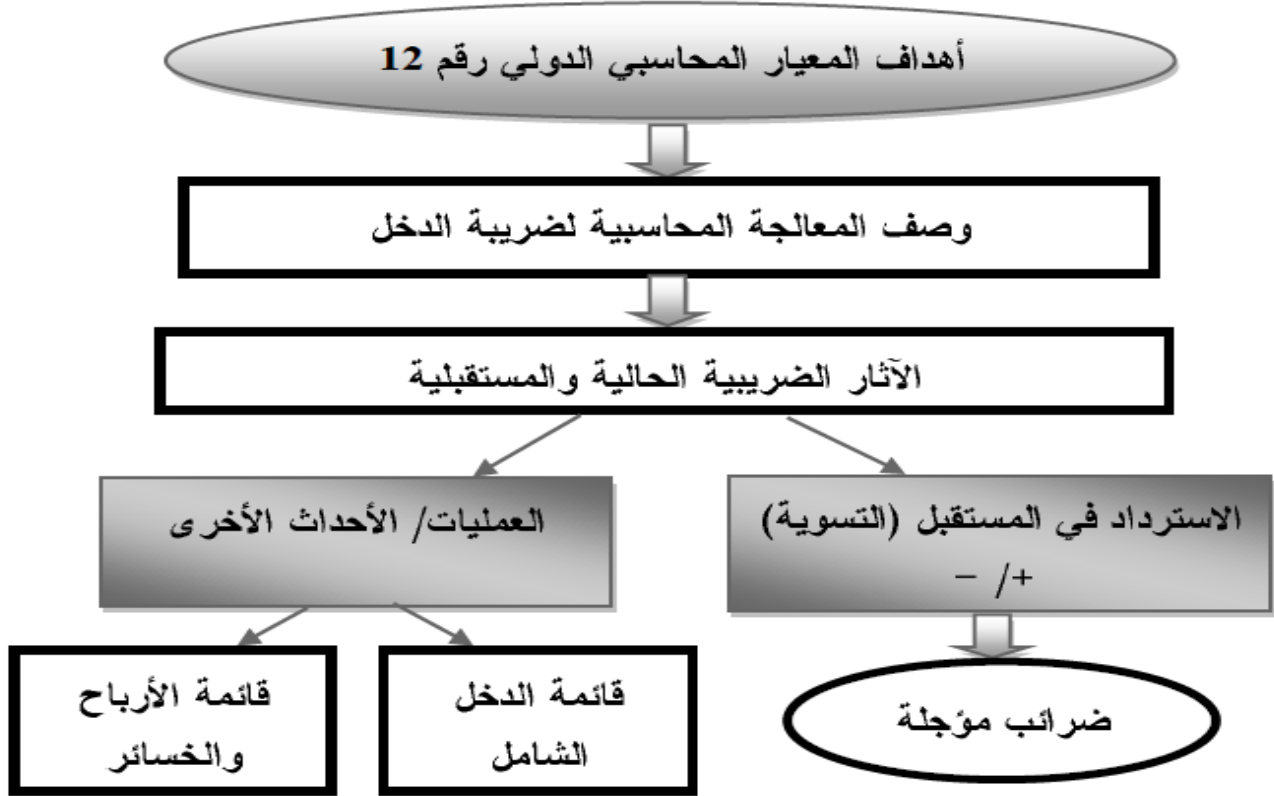 أهداف المعيار المحاسبي الدولي رقم 12
وصف المعالجة المحاسبية لضريبة الدخل
الآثار الضريبية الحالية والمستقبلية
الاسترداد في المستقبل (التسوية)
+/ –
العمليات/ الأحداث الأخرى
ضرائب مؤجلة
قائمة الدخل
الشامل
قائمة الأرباح
والخسائر